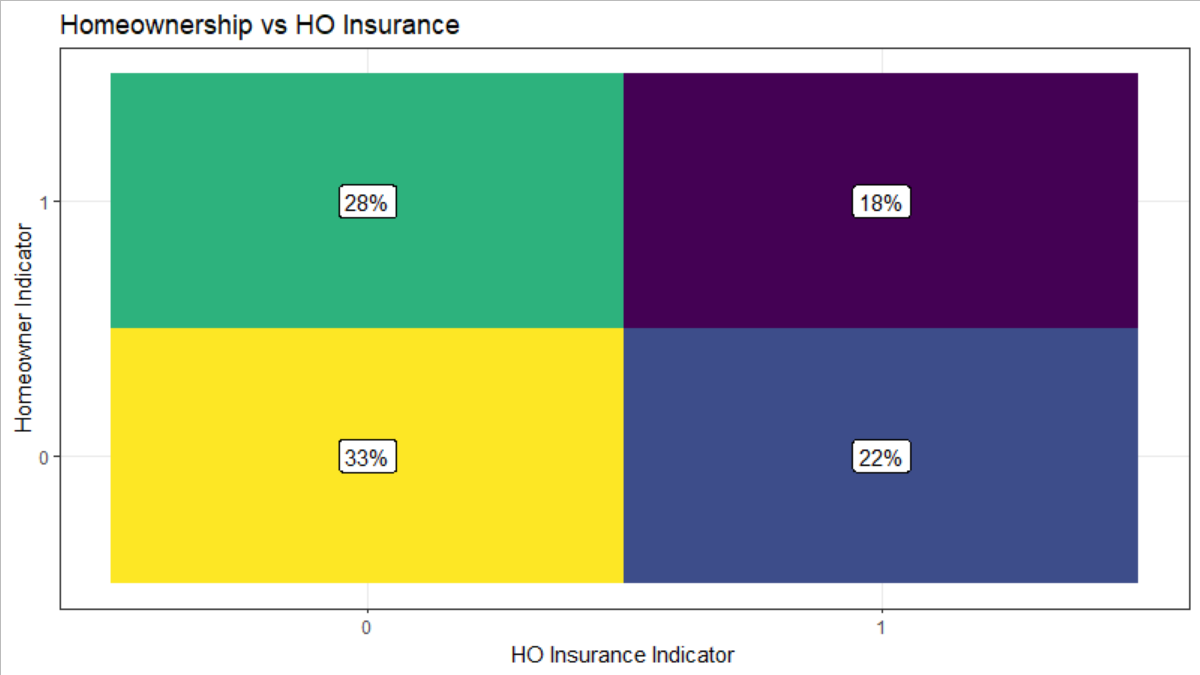 Homeownership vs HO Insurance
Homeowner Indicator
1
28%
18%
0
33%
22%
0
1
HO Insurance Indicator